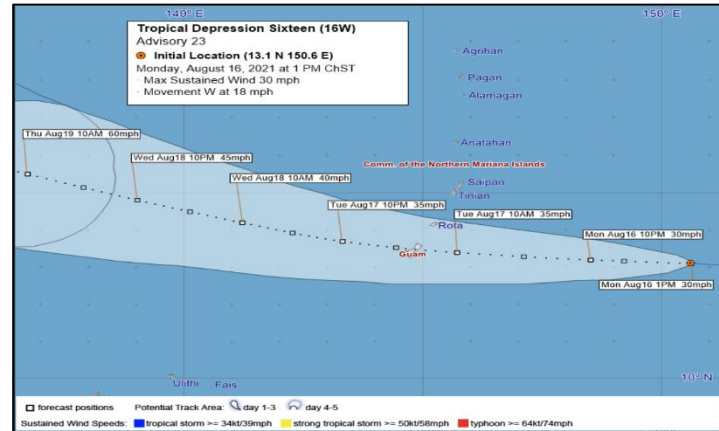 140° E
150° E
Tropical Depression Sixteen (16W)
Advisory 23
Initial Location (13.1 N 150.6 E)
Monday, August 16, 2021 at 1 PM ChST
· Max Sustained Wind 30 mph
· Movement W at 18 mph
Agrihan
Pagan
Alamagan
Anatahan
Thu Aug19 10AM 60mph
Wed Aug18 10PM 45mph
Comm. of the Northern Mariana Islands
Wed Aug18 10AM 40mph
Saipan
Tinian
Tue Aug17 10PM 35mph
Tue Aug17 10AM 35mph
Rota
Mon Aug16 10PM 30mph
Guam
Mon Aug16 1PM 30mph
10° N
Ulithi
Fais
forecast positions Potential Track Area: day 1-3 day 4-5
Sustained Wind Speeds: tropical storm >= 34kt/39mph strong tropical storm >= 50kt/58mph typhoon >= 64kt/74mph